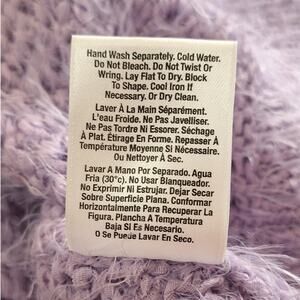 Hand Wash Separately. Cold Water.
Do Not Bleach. Do Not Twist Or
Wring. Lay Flat To Dry. Block
To Shape. Cool Iron If
Necessary. Or Dry Clean.
Laver À La Main Séparément.
L'eau Froide. Ne Pas Javelliser.
Ne Pas Tordre Ni Essorer. Séchage
À Plat. Étirage En Forme. Repasser À
Température Moyenne Si Nécessaire.
Ou Nettoyer À Sec.
Lavar A Mano Por Separado. Agua
Fria (30°c). No Usar Blanqueador.
No Exprimir Ni Estrujar. Dejar Secar
Sobre Superficie Plana. Conformar
Horizontalmente Para Recuperar La
Figura. Plancha A Temperatura
Baja Si Es Necesario.
O Se Puede Lavar En Seco.